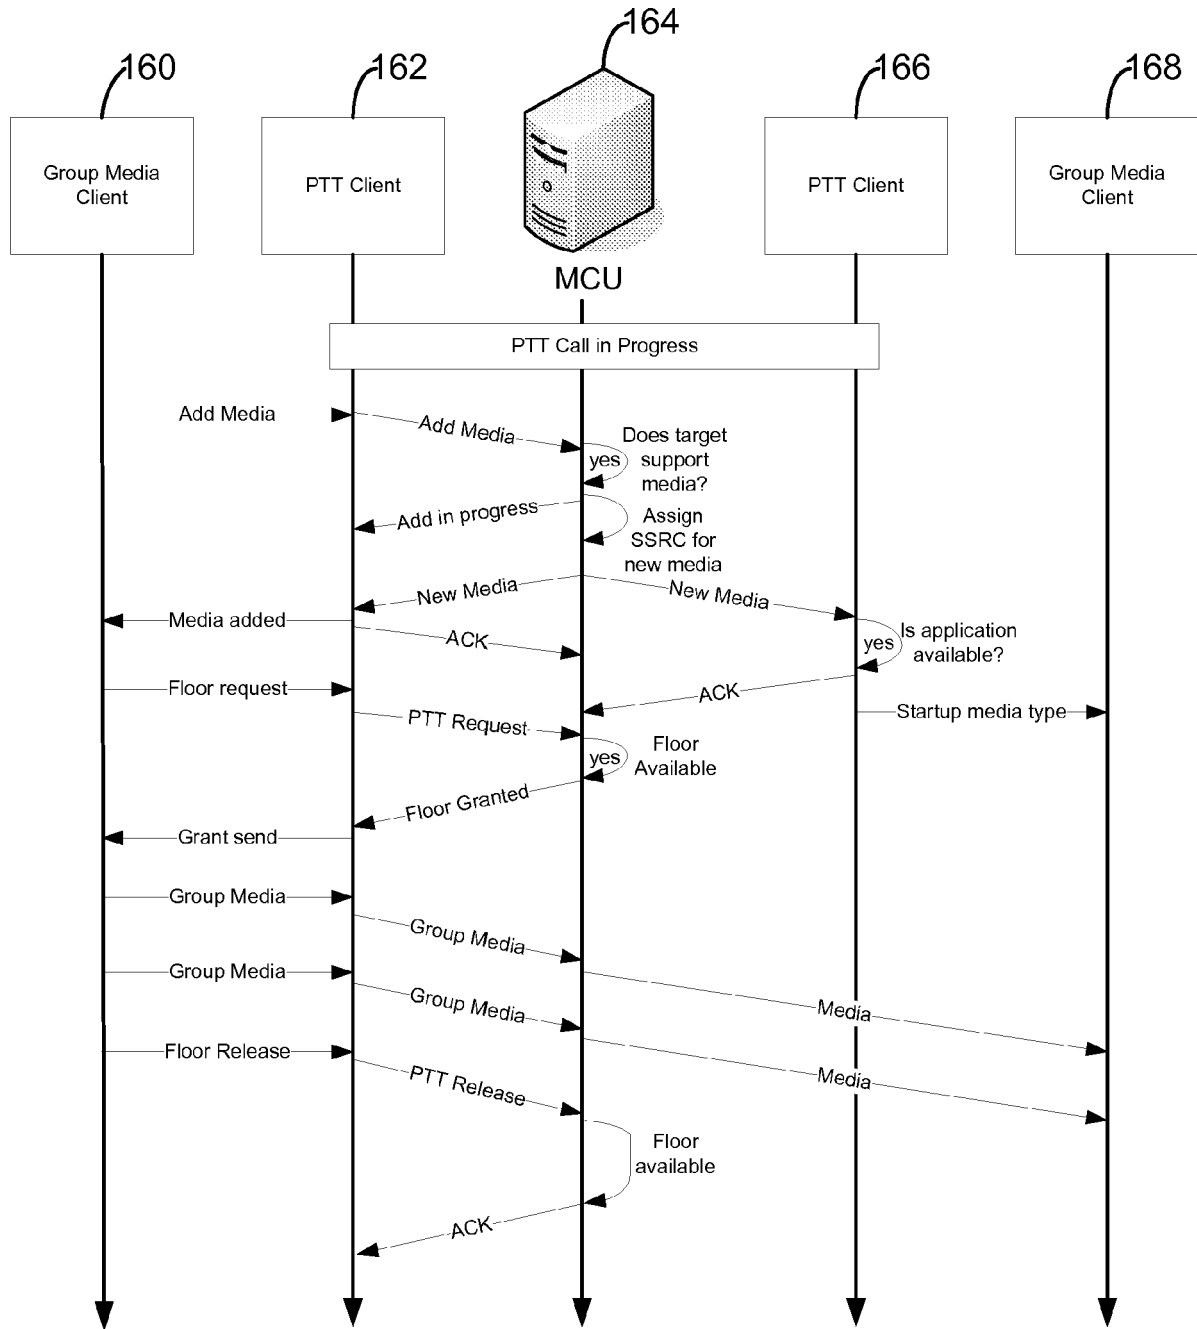 164
160
162
166
168
Group Media
Client
PTT Client
PTT Client
Group Media
Client
MCU
PTT Call in Progress
Add Media
Add Media
yes
Does target
support
media?
Add in progress
Assign
SSRC for
new media
New Media
New Media
Media added
ACK
yes
Is application
available?
Floor request
ACK
Startup media type
PTT Request
yes
Floor
Available
Floor Granted
Grant send
Group Media
Group Media
Group Media
Group Media
Media
Floor Release
PTT Release
Media
Floor
available
ACK